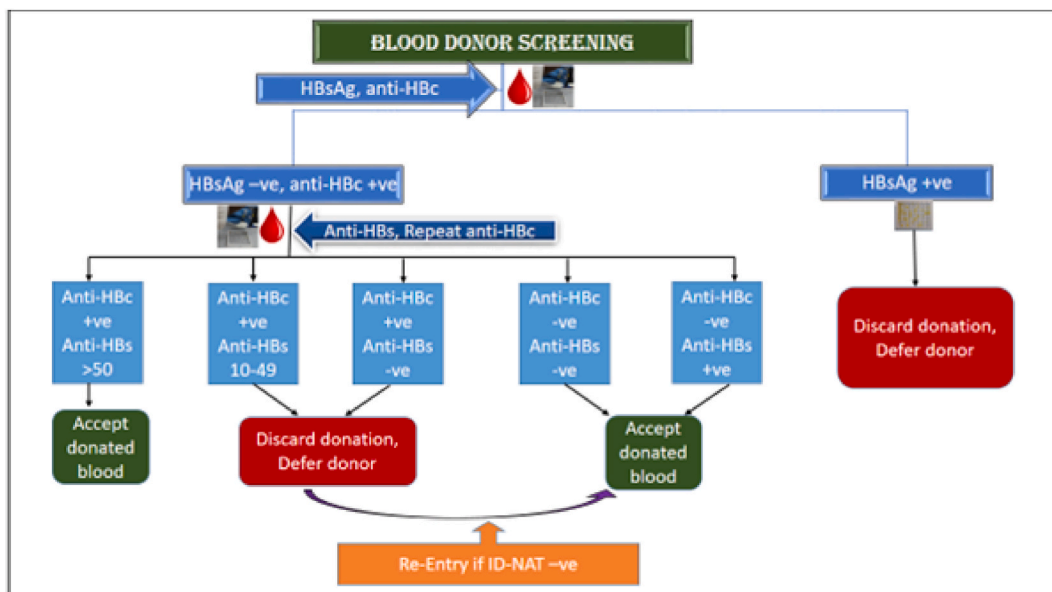 BLOOD DONOR SCREENING
HBsAg, anti-HBc
HBsAg –ve, anti-HBc +ve
HBsAg +ve
Anti-HBs, Repeat anti-HBc
Anti-HBc
+ve
Anti-HBs
>50
Anti-HBc
+ve
Anti-HBs
10-49
Anti-HBc
+ve
Anti-HBs
-ve
Anti-HBc
-ve
Anti-HBs
-ve
Anti-HBc
-ve
Anti-HBs
+ve
Discard donation,
Defer donor
Accept
donated
blood
Discard donation,
Defer donor
Accept
donated
blood
Re-Entry if ID-NAT –ve